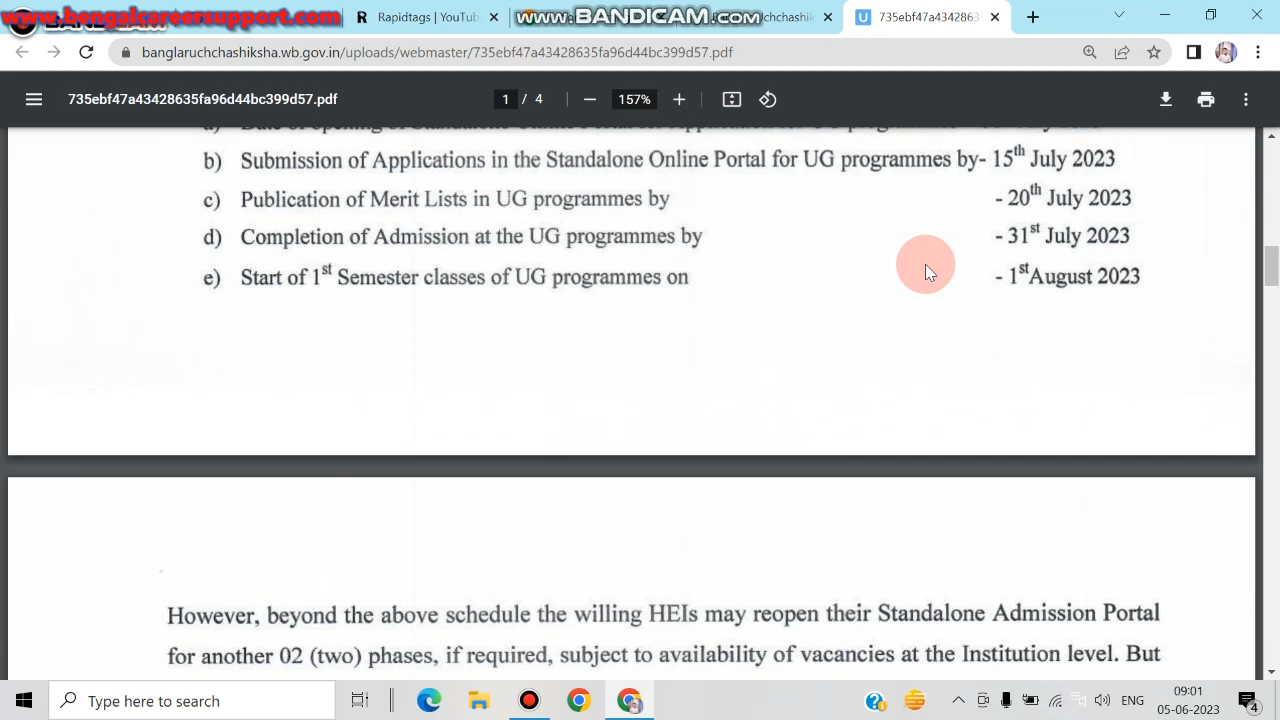 www.bengalcareersupport.com
Rapidtags | YouTub
www.BANDICAM.com
735ebf47a43428635
banglaruchchashiksha.wb.gov.in/uploads/webmaster/735ebf47a43428635fa96d44bc399d57.pdf
735ebf47a43428635fa96d44bc399d57.pdf
1 / 4
157%
b) Submission of Applications in the Standalone Online Portal for UG programmes by- 15th July 2023
c) Publication of Merit Lists in UG programmes by - 20th July 2023
d) Completion of Admission at the UG programmes by - 31st July 2023
e) Start of 1st Semester classes of UG programmes on - 1st August 2023
However, beyond the above schedule the willing HEIs may reopen their Standalone Admission Portal
for another 02 (two) phases, if required, subject to availability of vacancies at the Institution level. But
Type here to search
ENG
09:01
05-06-2023
4